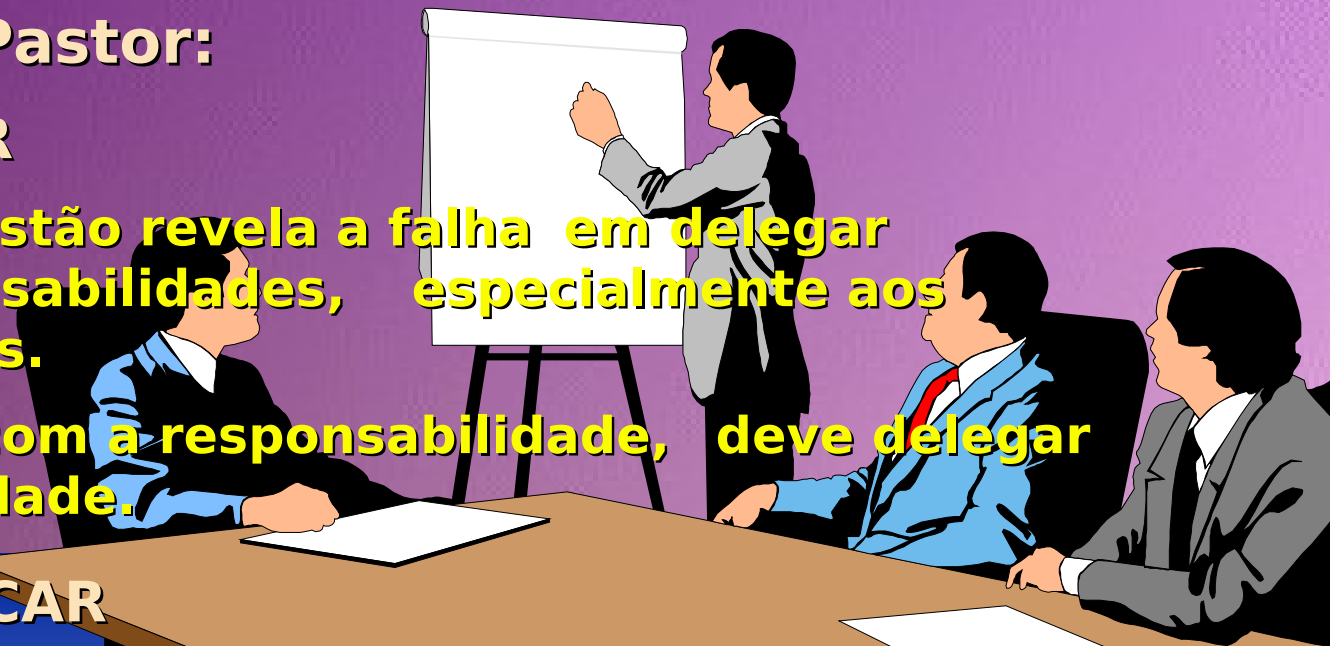 Pastor:
R
stão revela a falha em delegar
sabilidades, especialmente aos
s.
om a responsabilidade, deve delegar
dade.
CAR